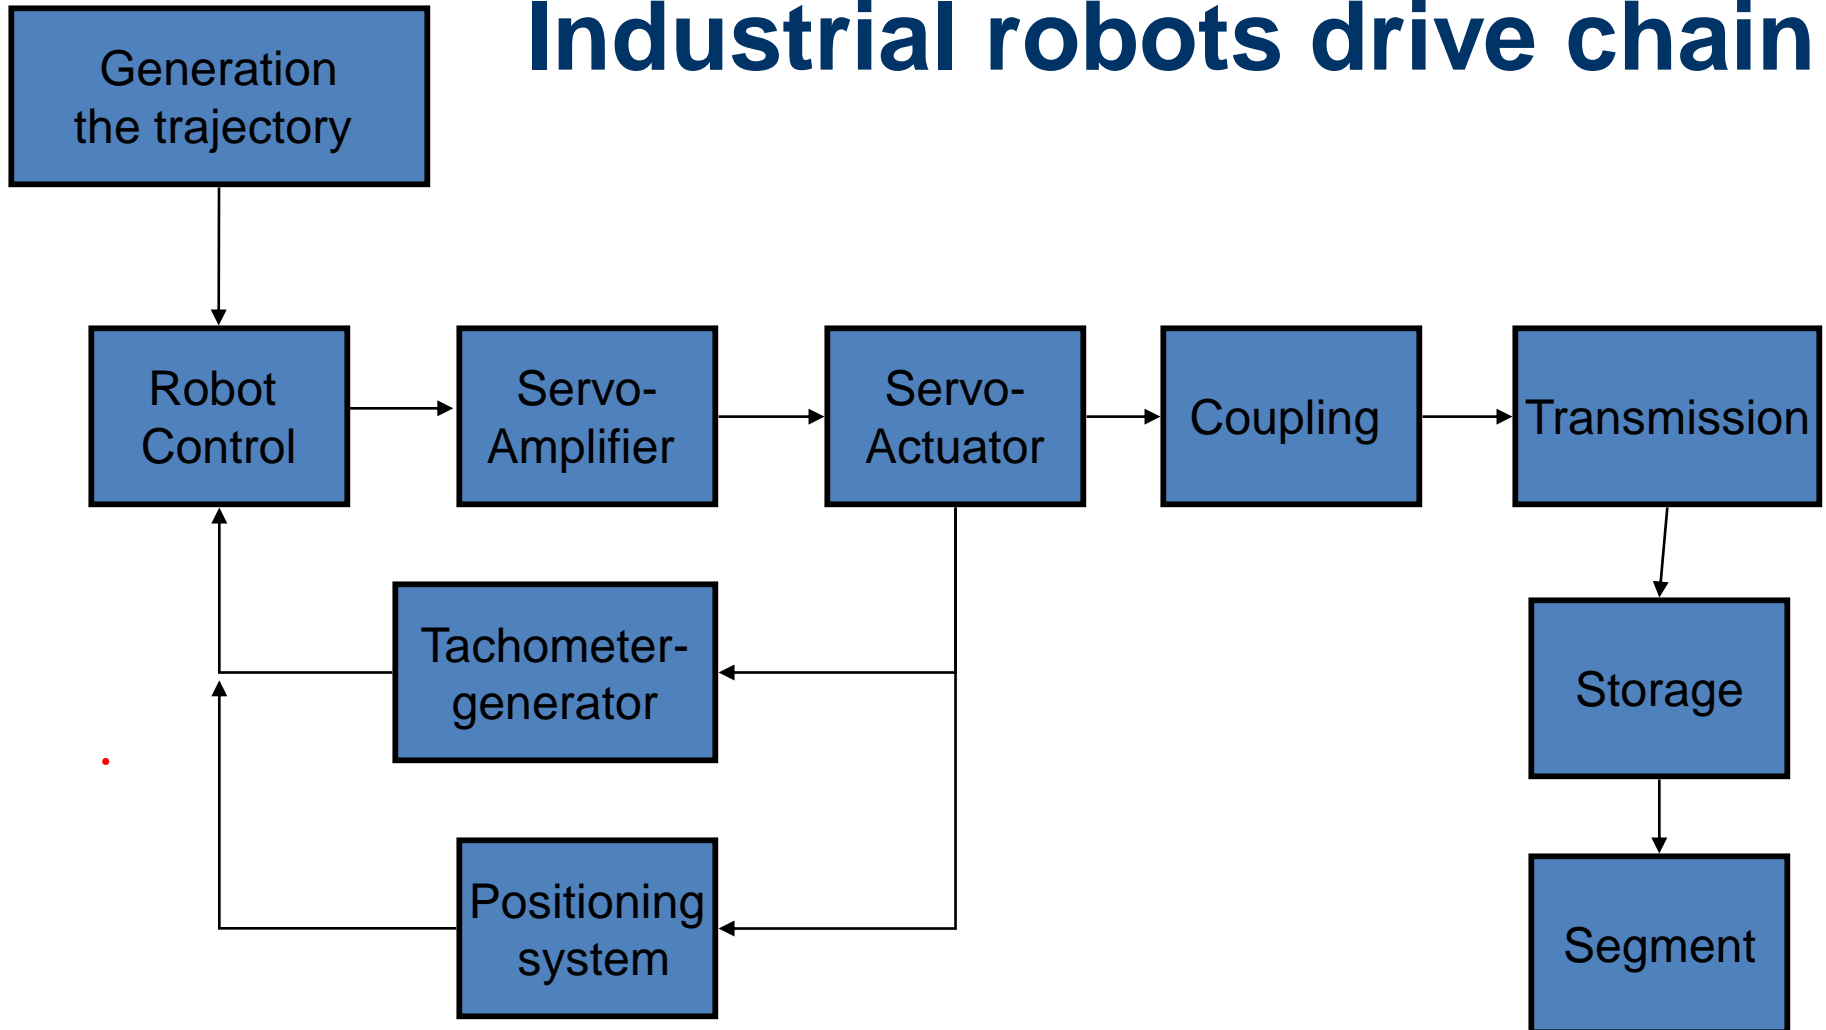 Industrial robots drive chain
Generation
the trajectory
Robot
Control
Servo-
Amplifier
Servo-
Actuator
Coupling
Transmission
Tachometer-
generator
Storage
Positioning
system
Segment